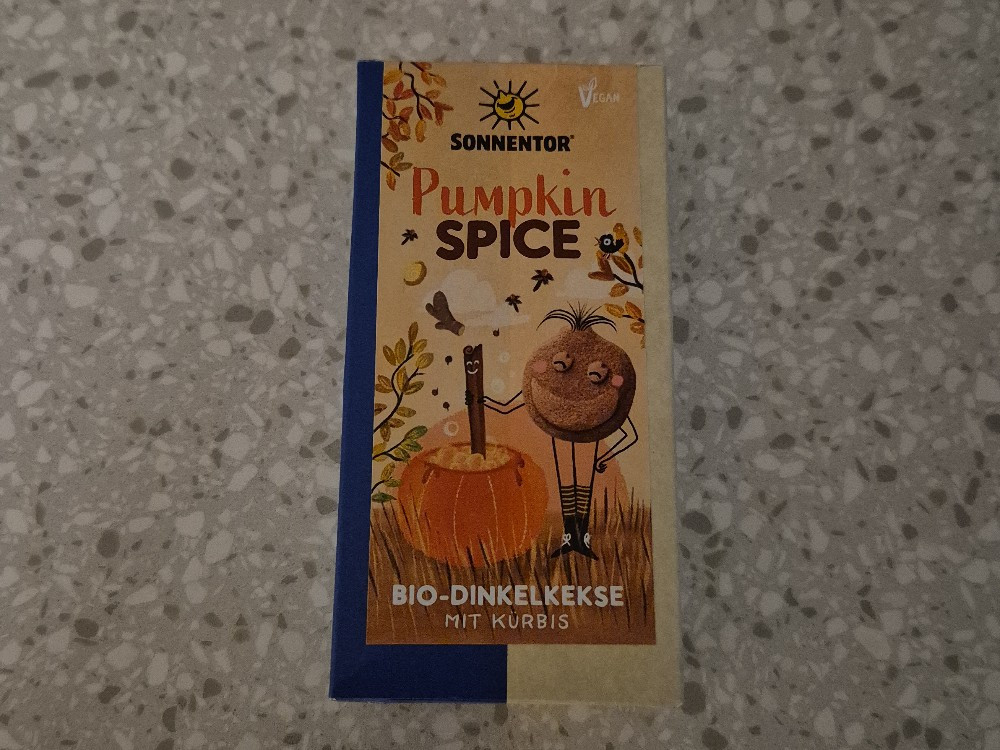 VEGAN
SONNENTOR®
Pumpkin
SPICE
BIO-DINKELKEKSE
MIT KÜRBIS